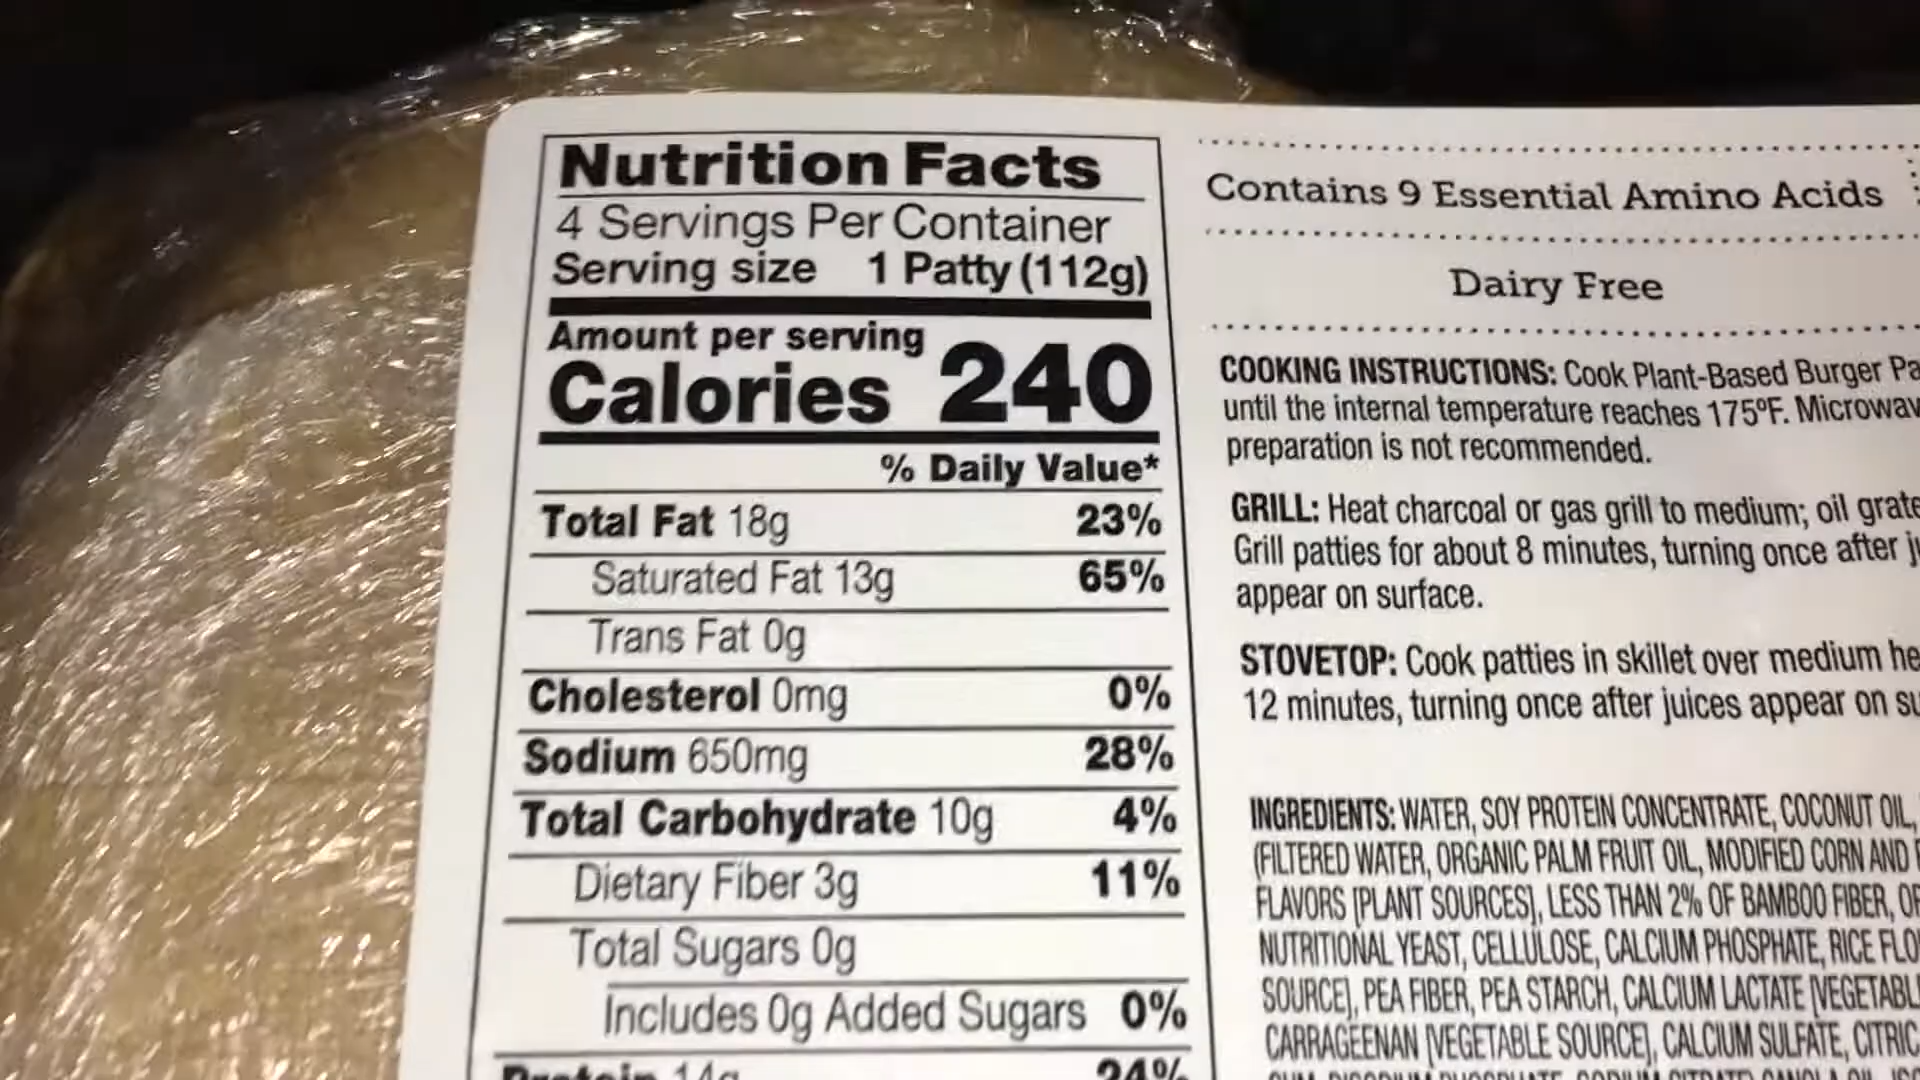 Nutrition Facts
4 Servings Per Container
Serving size 1 Patty (112g)
Amount per serving
Calories 240
% Daily Value*
Total Fat 18g 23%
Saturated Fat 13g 65%
Trans Fat 0g
Cholesterol 0mg 0%
Sodium 650mg 28%
Total Carbohydrate 10g 4%
Dietary Fiber 3g 11%
Total Sugars 0g
Includes 0g Added Sugars 0%
Protein 14g 24%
Contains 9 Essential Amino Acids
Dairy Free
COOKING INSTRUCTIONS: Cook Plant-Based Burger
until the internal temperature reaches 175ºF.
preparation is not recommended.
GRILL: Heat charcoal or gas grill to medium; oil
Grill patties for about 8 minutes, turning once after
appear on surface.
STOVETOP: Cook patties in skillet over medium
12 minutes, turning once after juices appear on
INGREDIENTS: WATER, SOY PROTEIN CONCENTRATE, COCONUT OIL,
(FILTERED WATER, ORGANIC PALM FRUIT OIL, MODIFIED CORN AND
FLAVORS [PLANT SOURCES], LESS THAN 2% OF BAMBOO FIBER,
NUTRITIONAL YEAST, CELLULOSE, CALCIUM PHOSPHATE, RICE
SOURCE], PEA FIBER, PEA STARCH, CALCIUM LACTATE
CARRAGEENAN [VEGETABLE SOURCE], CALCIUM SULFATE, CITRIC